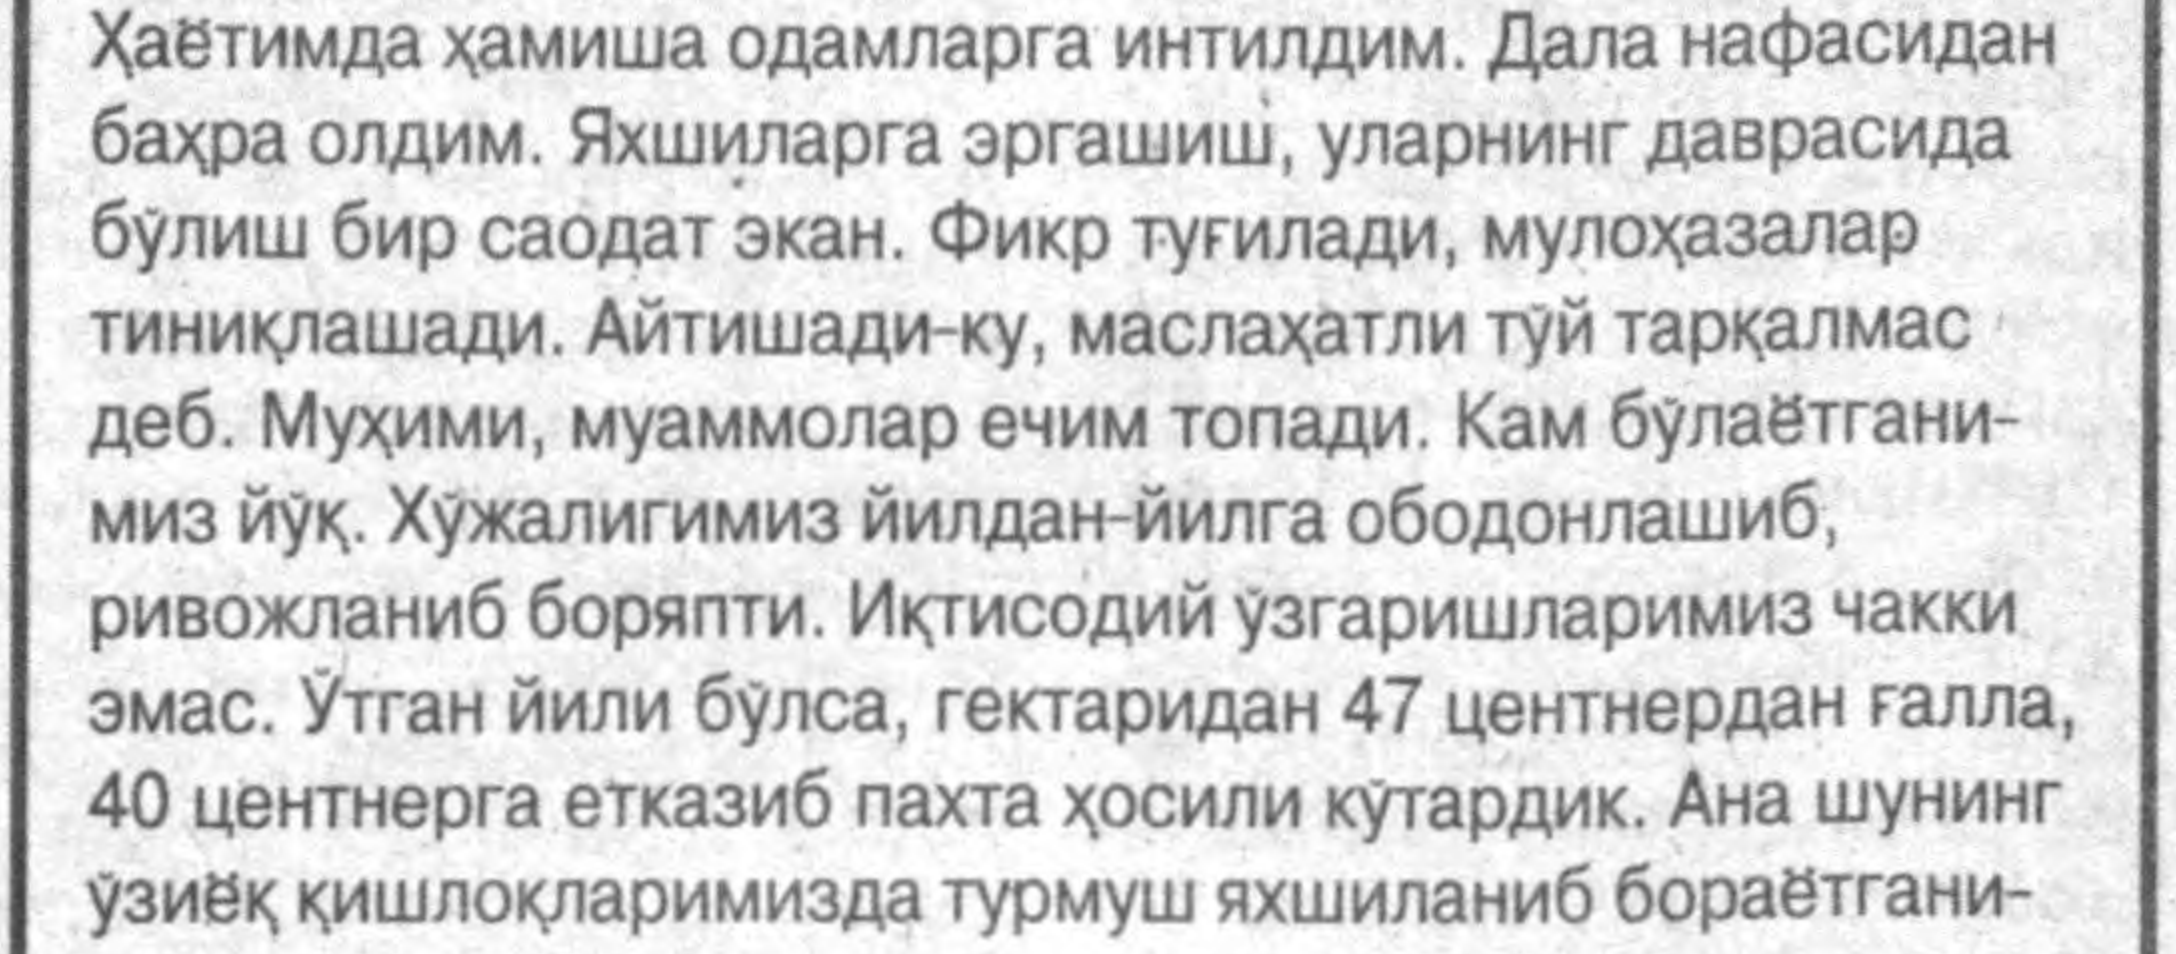 Ҳаётимда ҳамиша одамларга интилдим. Дала нафасидан
баҳра олдим. Яхшиларга эргашиш, уларнинг даврасида
бўлиш бир саодат экан. Фикр туғилади, мулоҳазалар
тиниқлашади. Айтишади-ку, маслаҳатли тўй тарқалмас
деб. Муҳими, муаммолар ечим топади. Кам бўлаётгани-
миз йўқ. Хўжалигимиз йилдан-йилга ободонлашиб,
ривожланиб боряпти. Иқтисодий ўзгаришларимиз чакки
эмас. Ўтган йили бўлса, гектаридан 47 центнердан ғалла,
40 центнерга етказиб пахта ҳосили кўтардик. Ана шунинг
ўзиёқ қишлоқларимизда турмуш яхшиланиб бораётгани-